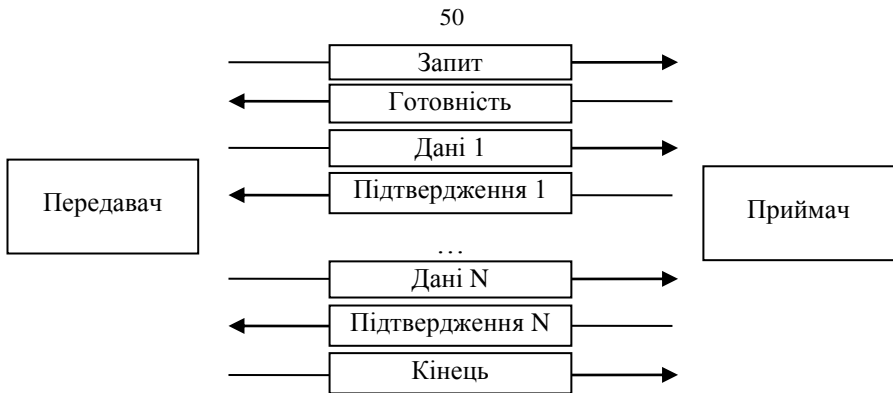 50
Запит
Готовність
Дані 1
Підтвердження 1
Передавач
Приймач
…
Дані N
Підтвердження N
Кінець